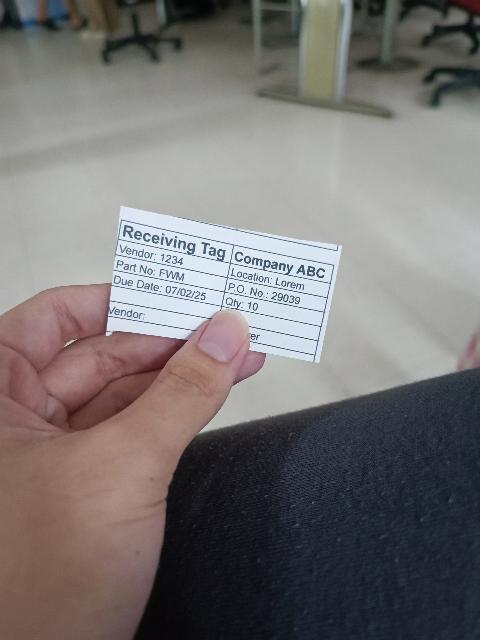 Receiving Tag
Company ABC
Vendor: 1234
Location: Lorem
Part No: FWM
P.O. No.: 29039
Due Date: 07/02/25
Qty: 10
Vendor: